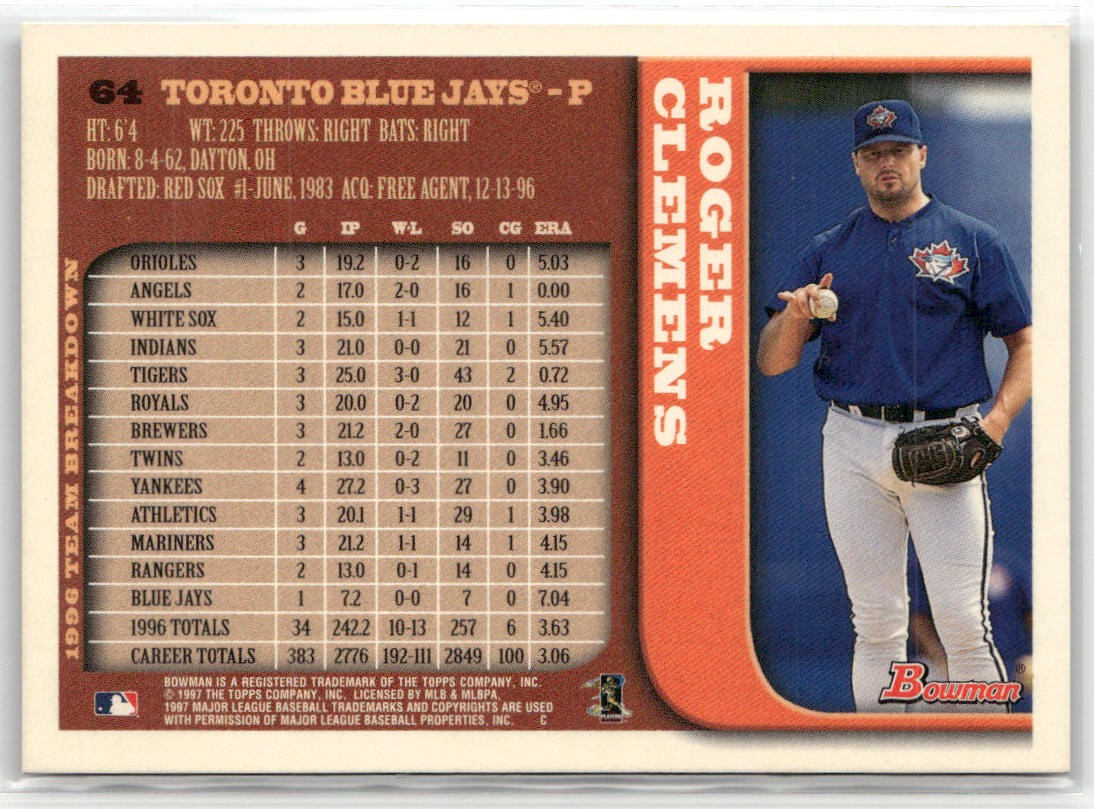 64 TORONTO BLUE JAYS® - P
HT: 6'4 WT: 225 THROWS: RIGHT BATS: RIGHT
BORN: 8-4-62, DAYTON, OH
DRAFTED: RED SOX #1-JUNE, 1983 ACQ: FREE AGENT, 12-13-96
1996 TEAM BREAKDOWN
G IP W-L SO CG ERA
ORIOLES 3 19.2 0-2 16 0 5.03
ANGELS 2 17.0 2-0 16 1 0.00
WHITE SOX 2 15.0 1-1 12 1 5.40
INDIANS 3 21.0 0-0 21 0 5.57
TIGERS 3 25.0 3-0 43 2 0.72
ROYALS 3 20.0 0-2 20 0 4.95
BREWERS 3 21.2 2-0 27 0 1.66
TWINS 2 13.0 0-2 11 0 3.46
YANKEES 4 27.2 0-3 27 0 3.90
ATHLETICS 3 20.1 1-1 29 1 3.98
MARINERS 3 21.2 1-1 14 1 4.15
RANGERS 2 13.0 0-1 14 0 4.15
BLUE JAYS 1 7.2 0-0 7 0 7.04
1996 TOTALS 34 242.2 10-13 257 6 3.63
CAREER TOTALS 383 2776 192-111 2849 100 3.06
BOWMAN IS A REGISTERED TRADEMARK OF THE TOPPS COMPANY, INC.
© 1997 THE TOPPS COMPANY, INC. LICENSED BY MLB & MLBPA,
1997 MAJOR LEAGUE BASEBALL TRADEMARKS AND COPYRIGHTS ARE USED
WITH PERMISSION OF MAJOR LEAGUE BASEBALL PROPERTIES, INC. C
ROGER
CLEMENS
Bowman®